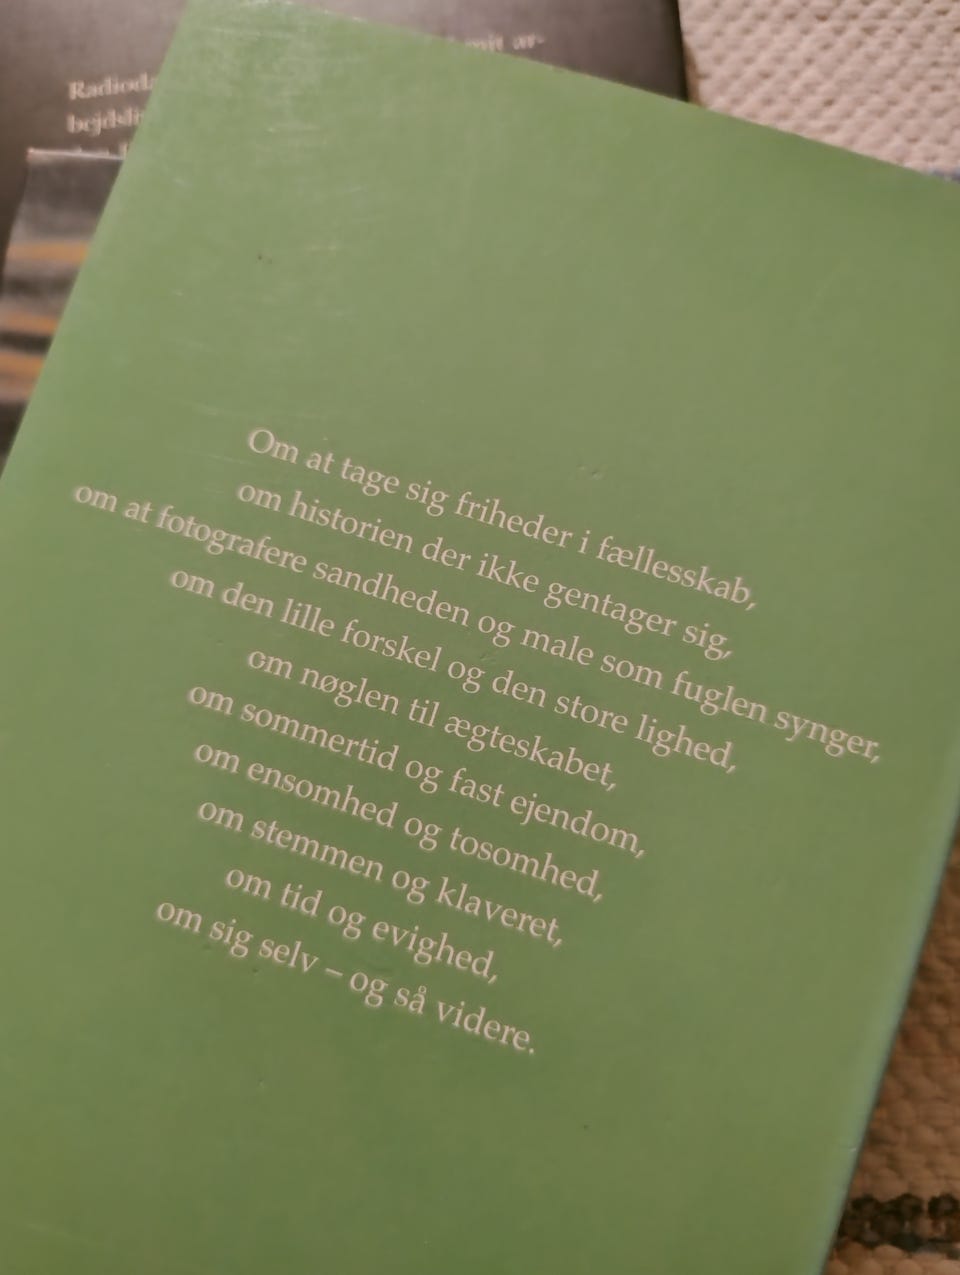 mit ar-
Om at tage sig friheder i fællesskab,
om historien der ikke gentager sig,
om at fotografere sandheden og male som fuglen synger,
om den lille forskel og den store lighed,
om nøglen til ægteskabet,
om sommertid og fast ejendom,
om ensomhed og tosomhed,
om stemmen og klaveret,
om tid og evighed,
om sig selv – og så videre.